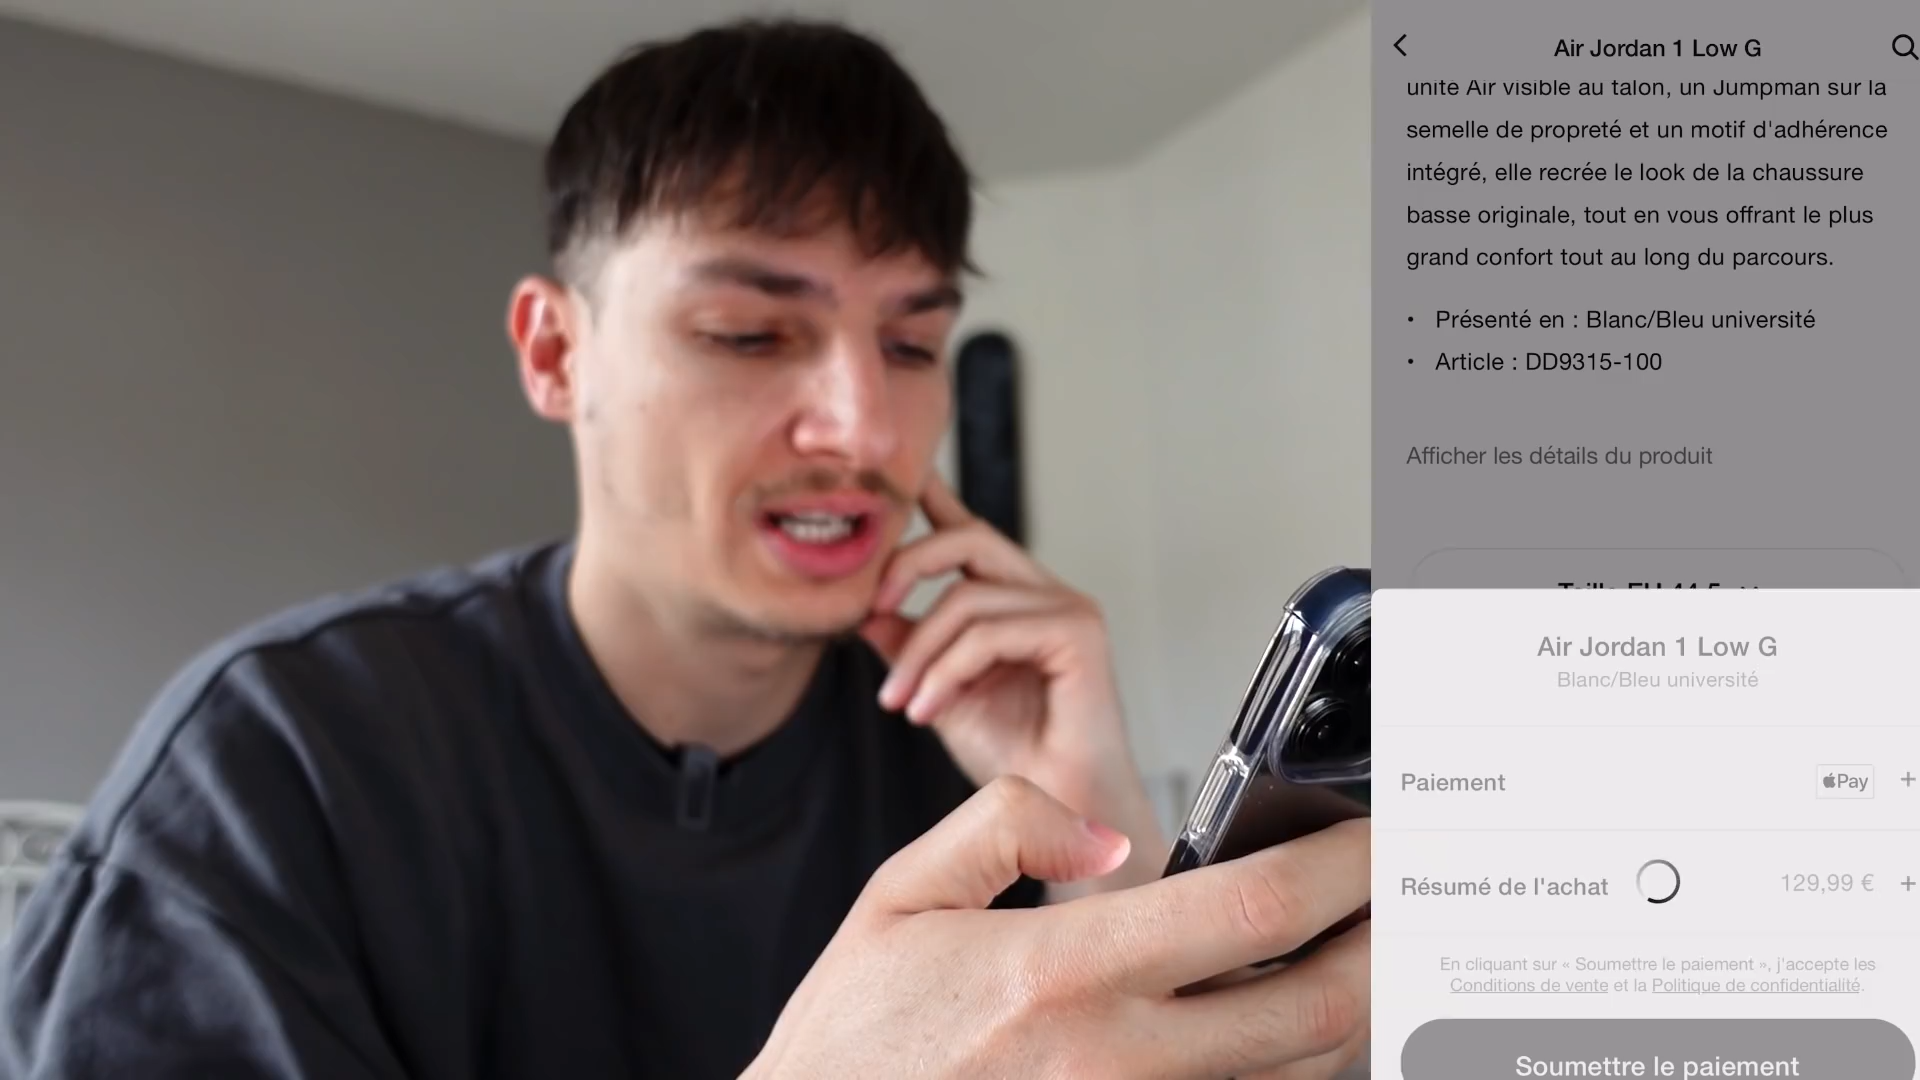 Air Jordan 1 Low G
unité Air visible au talon, un Jumpman sur la
semelle de propreté et un motif d'adhérence
intégré, elle recrée le look de la chaussure
basse originale, tout en vous offrant le plus
grand confort tout au long du parcours.
• Présenté en : Blanc/Bleu université
• Article : DD9315-100
Afficher les détails du produit
Taille EU 44.5
Air Jordan 1 Low G
Blanc/Bleu université
Paiement Pay +
Résumé de l'achat 129,99 € +
En cliquant sur « Soumettre le paiement », j'accepte les
Conditions de vente et la Politique de confidentialité.
Soumettre le paiement